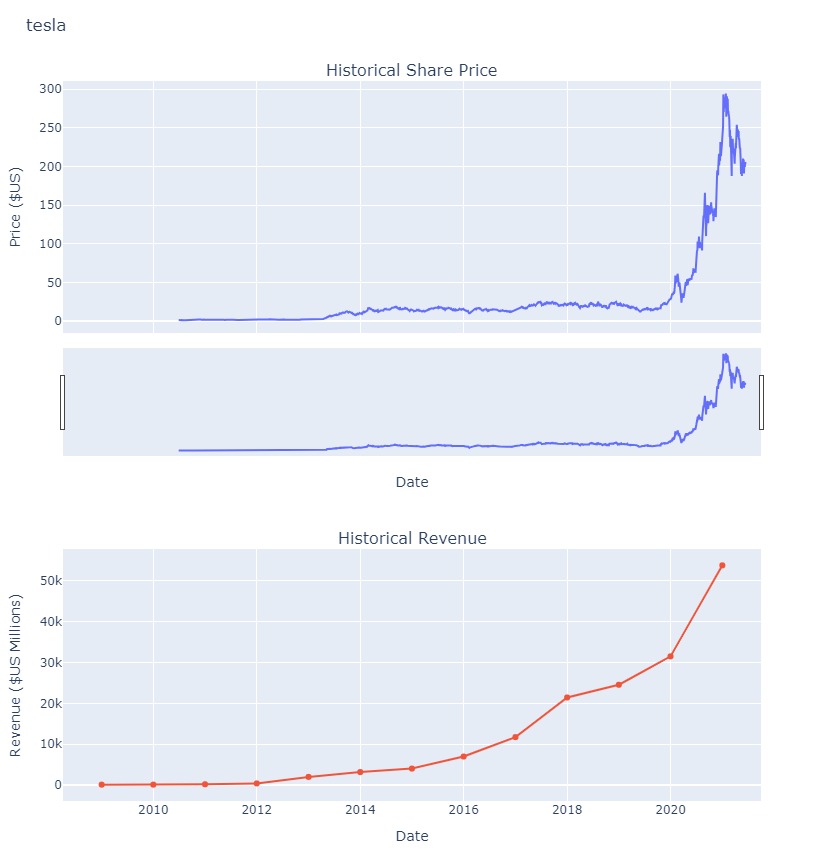 tesla
Historical Share Price
Price ($US)
300
250
200
150
100
50
0
Date
Historical Revenue
Revenue ($US Millions)
50k
40k
30k
20k
10k
0
2010 2012 2014 2016 2018 2020
Date